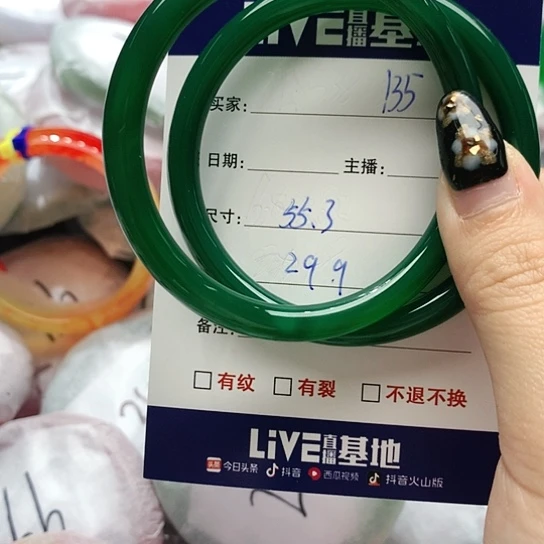 LiVE直播基
买家: 135
日期: 主播:
尺寸: 55.3
29.9
备注:
□有纹 □有裂 □不退不换
LiVE直播基地
头条 今日头条 抖音 西瓜视频 抖音火山版